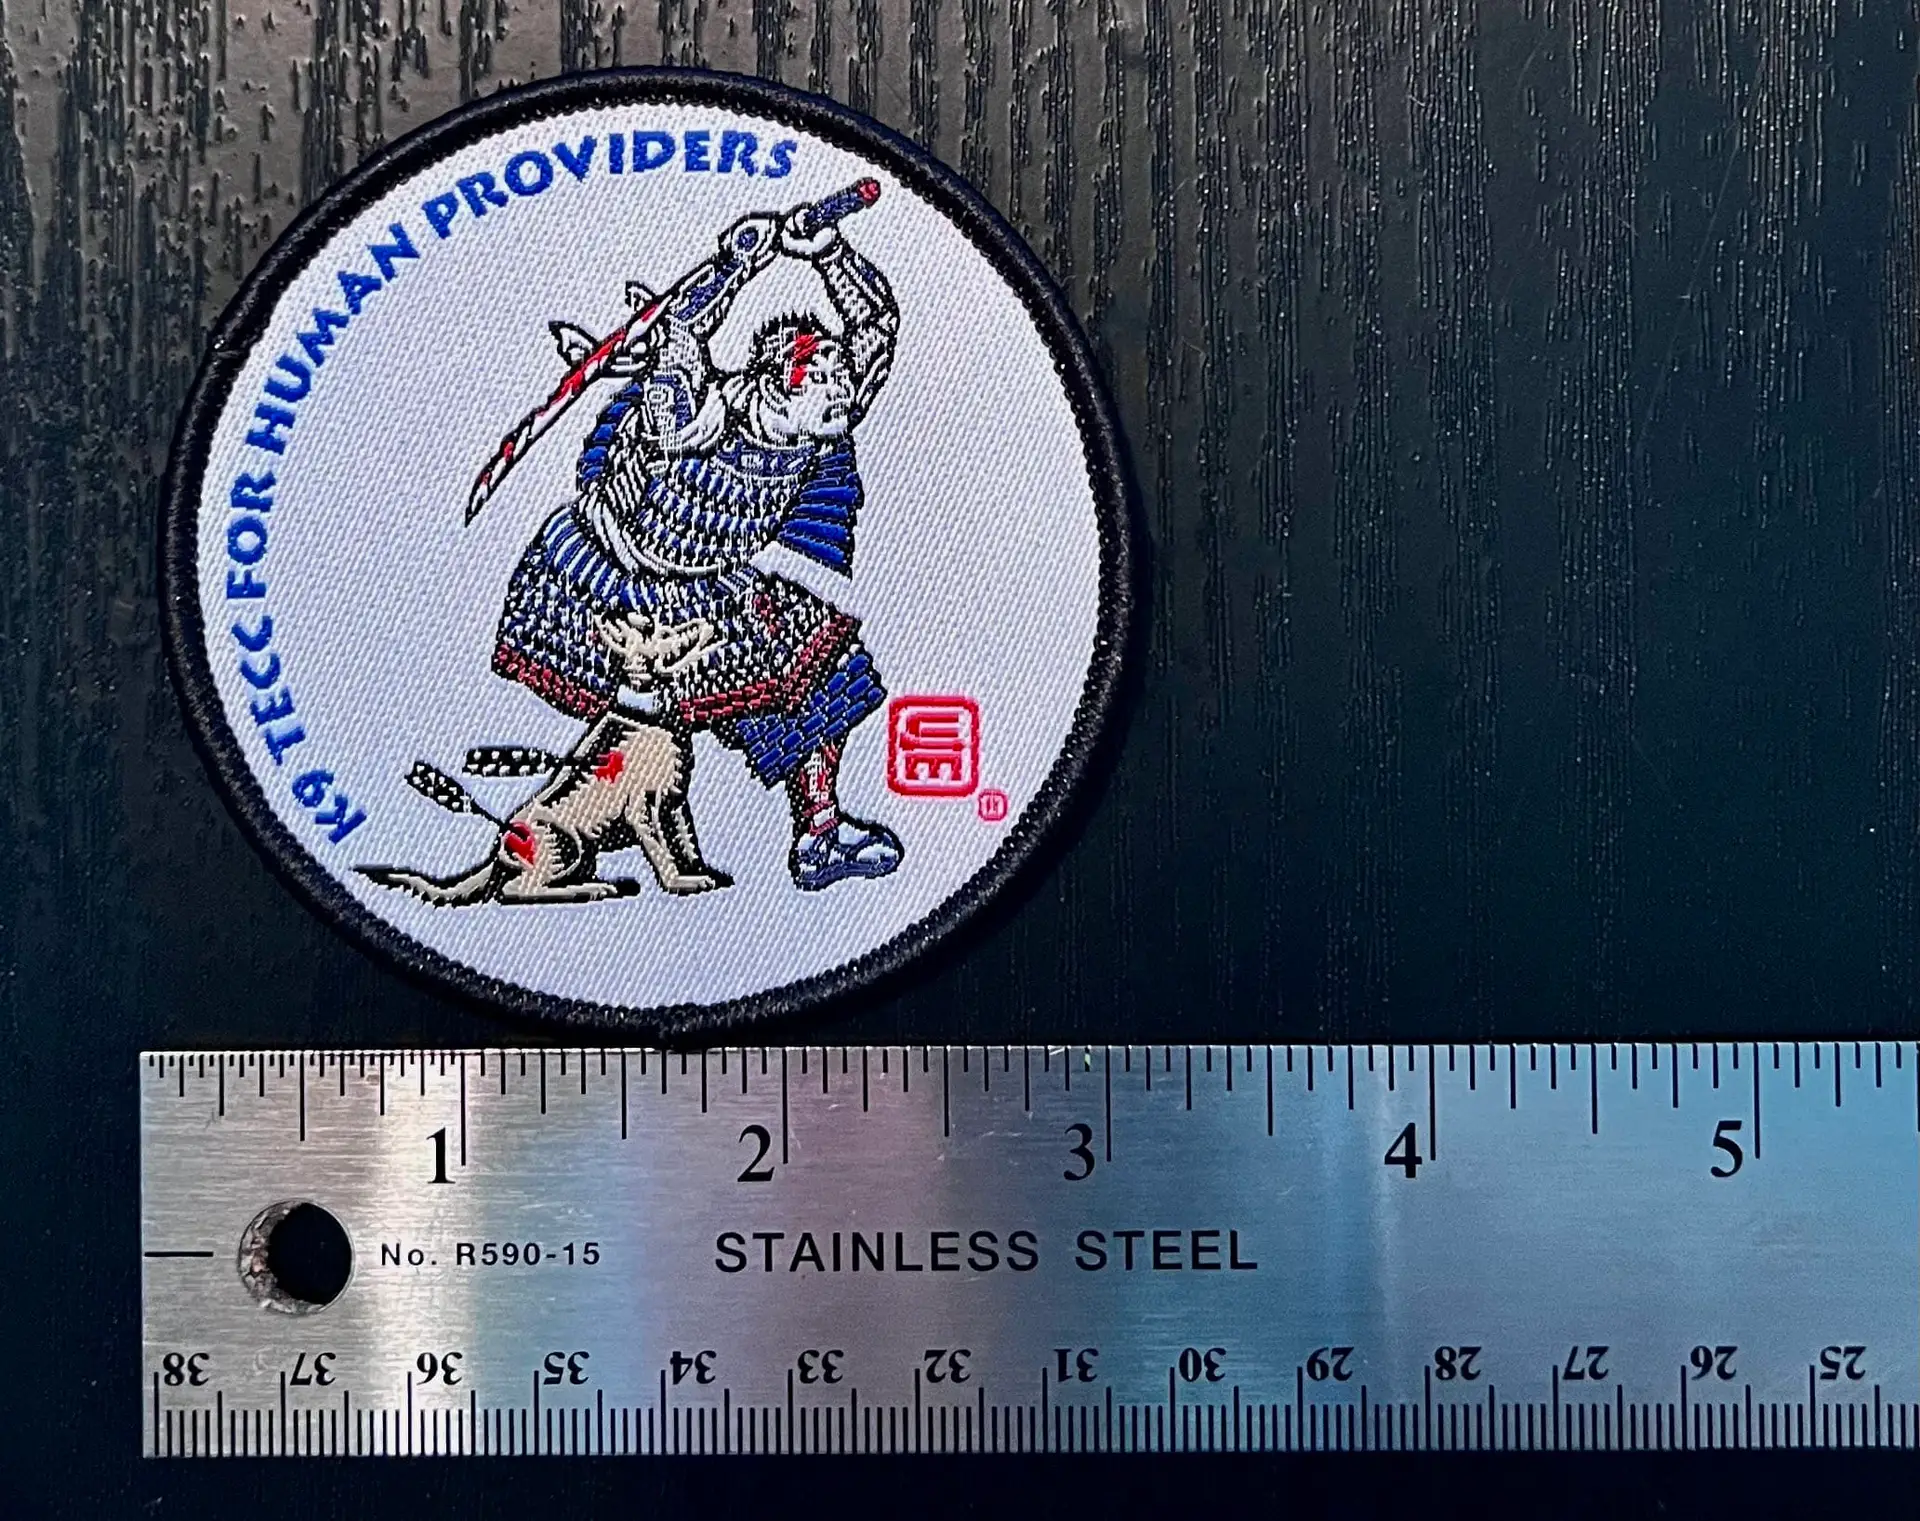 K9 TECC FOR HUMAN PROVIDERS
®
1 2 3 4 5
No. R590-15 STAINLESS STEEL
38 37 36 35 34 33 32 31 30 29 28 27 26 25